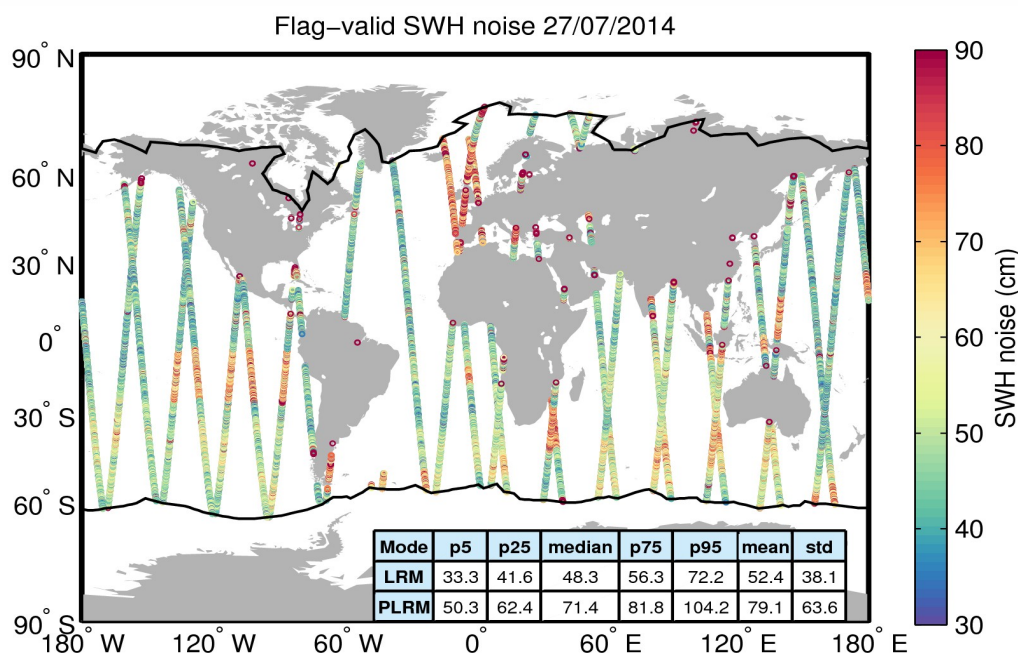 Flag−valid SWH noise 27/07/2014
90° N
60° N
30° N
0°
30° S
60° S
90° S
180° W
120° W
60° W
0°
60° E
120° E
180° E
Mode p5 p25 median p75 p95 mean std
LRM 33.3 41.6 48.3 56.3 72.2 52.4 38.1
PLRM 50.3 62.4 71.4 81.8 104.2 79.1 63.6
90
80
70
60
50
40
30
SWH noise (cm)